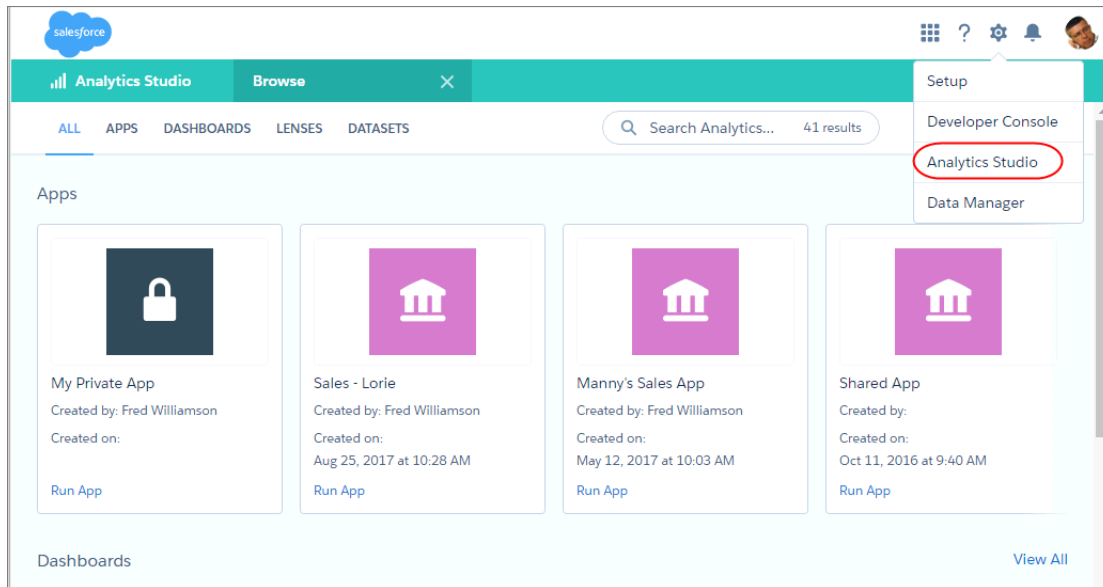 salesforce
?
Analytics Studio
Browse
Setup
Developer Console
Analytics Studio
Data Manager
ALL
APPS
DASHBOARDS
LENSES
DATASETS
Search Analytics...
41 results
Apps
My Private App
Created by: Fred Williamson
Created on:
Run App
Sales - Lorie
Created by: Fred Williamson
Created on:
Aug 25, 2017 at 10:28 AM
Run App
Manny's Sales App
Created by: Fred Williamson
Created on:
May 12, 2017 at 10:03 AM
Run App
Shared App
Created by:
Created on:
Oct 11, 2016 at 9:40 AM
Run App
Dashboards
View All